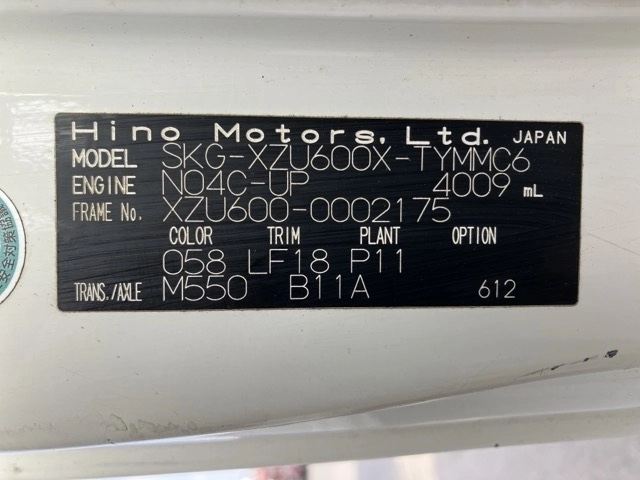 Hino Motors, Ltd. JAPAN
MODEL SKG-XZU600X-TYMMC6
ENGINE N04C-UP 4009 mL
FRAME No. XZU600-0002175
COLOR TRIM PLANT OPTION
058 LF18 P11
TRANS./AXLE M550 B11A 612